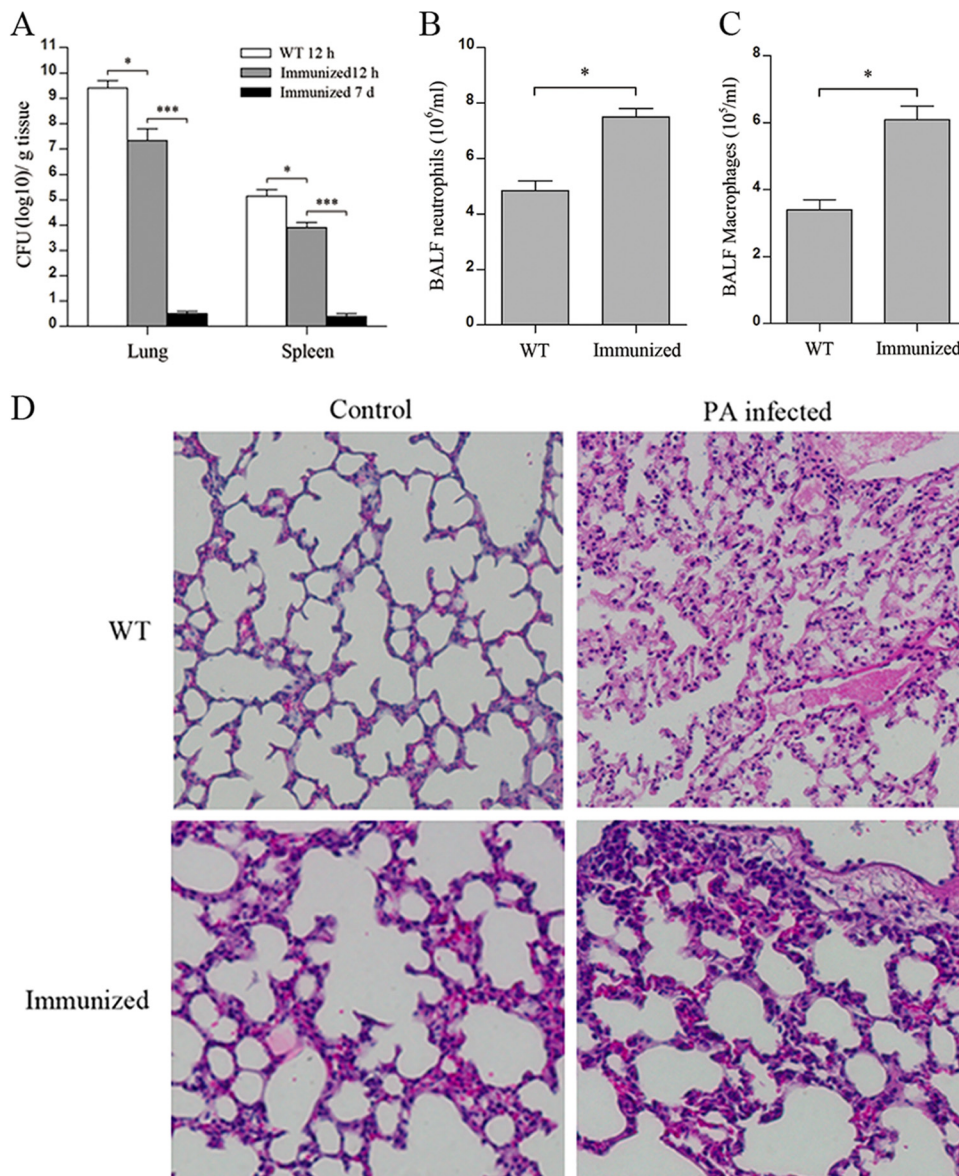 A
CFU (log10)/ g tissue
11
10
9
8
7
6
5
4
3
2
1
0
WT 12 h
Immunized12 h
Immunized 7 d
*
***
*
***
Lung
Spleen
B
BALF neutrophils (10⁶/ml)
10
8
6
4
2
0
*
WT
Immunized
C
BALF Macrophages (10⁵/ml)
8
6
4
2
0
*
WT
Immunized
D
Control
PA infected
WT
Immunized